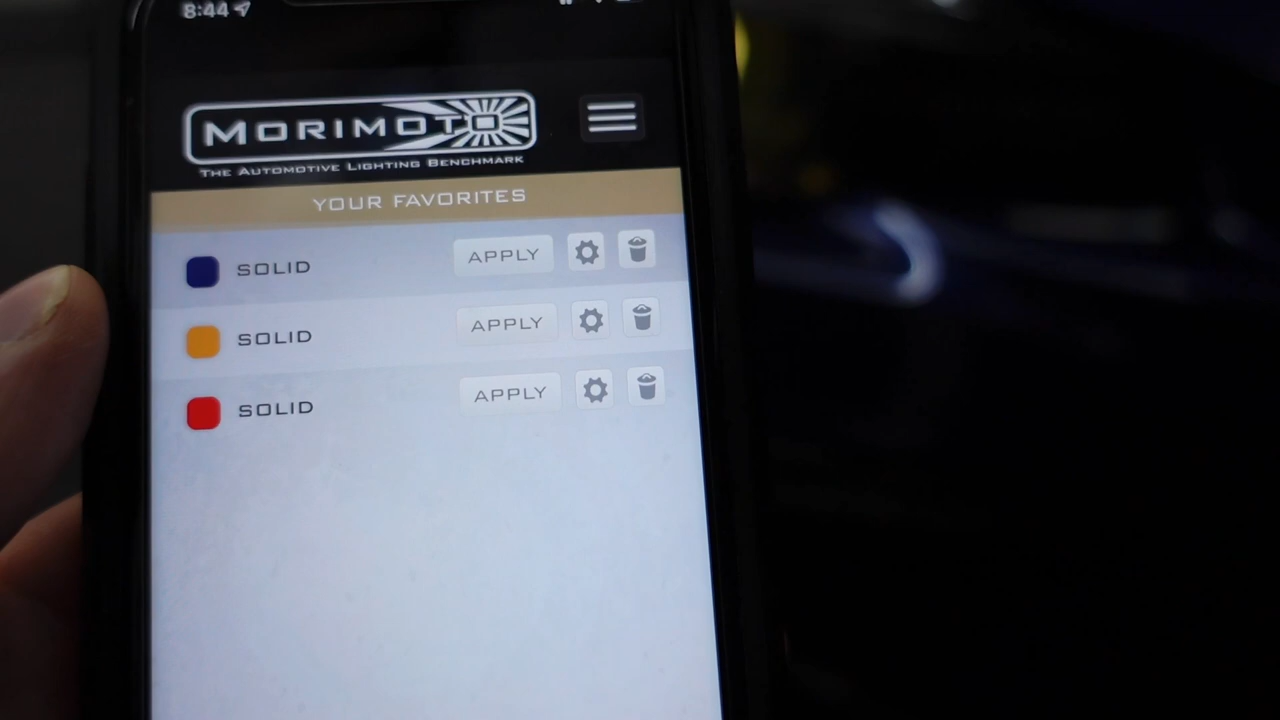 8:44
MORIMOTO
THE AUTOMOTIVE LIGHTING BENCHMARK
YOUR FAVORITES
SOLID APPLY
SOLID APPLY
SOLID APPLY